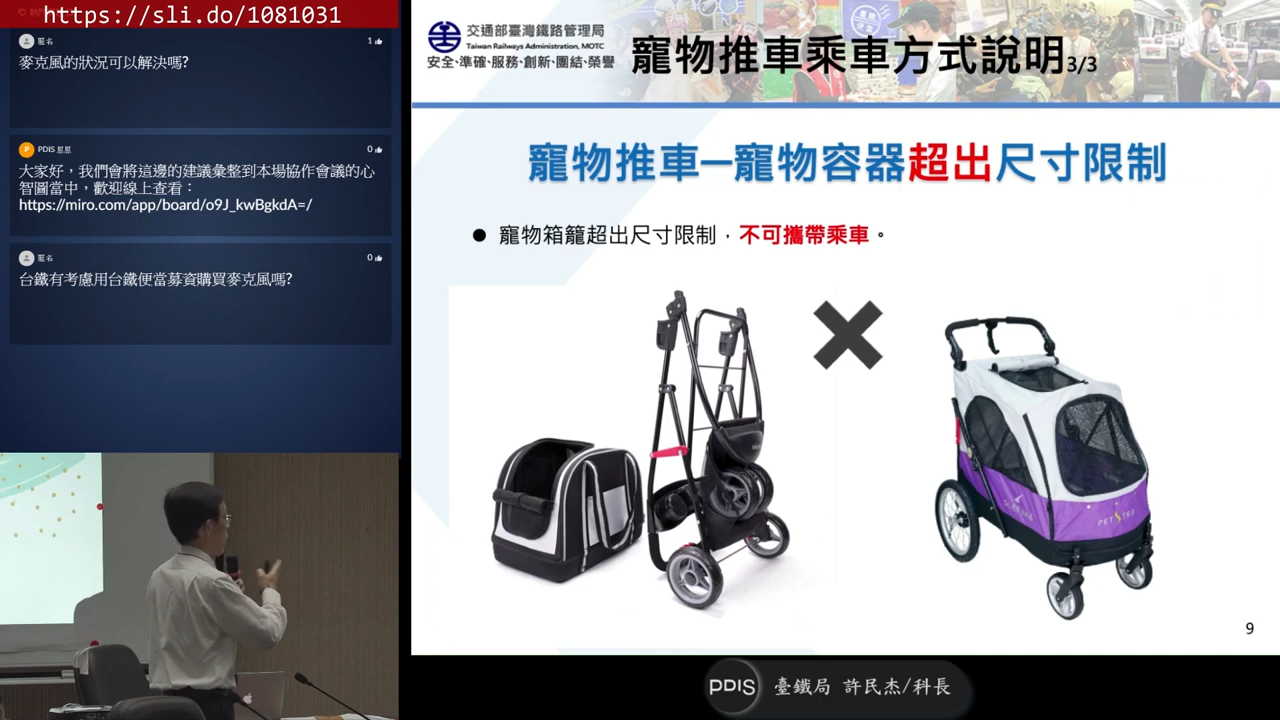 https://sli.do/1081031
匿名
1
麥克風的狀況可以解決嗎?
P PDIS 恩恩
0
大家好，我們會將這邊的建議彙整到本場協作會議的心
智圖當中，歡迎線上查看：
https://miro.com/app/board/o9J_kwBgkdA=/
匿名
0
台鐵有考慮用台鐵便當募資購買麥克風嗎?
交通部臺灣鐵路管理局
Taiwan Railways Administration, MOTC
安全、準確、服務、創新、團結、榮譽
寵物推車乘車方式說明3/3
寵物推車—寵物容器超出尺寸限制
● 寵物箱籠超出尺寸限制，不可攜帶乘車。
PETSTRO
9
PDIS 臺鐵局 許民杰/科長